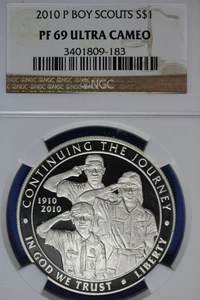 2010 P BOY SCOUTS S$1
PF 69 ULTRA CAMEO
3401809-183
NGC
CONTINUING THE JOURNEY
1910
2010
IN GOD WE TRUST • LIBERTY